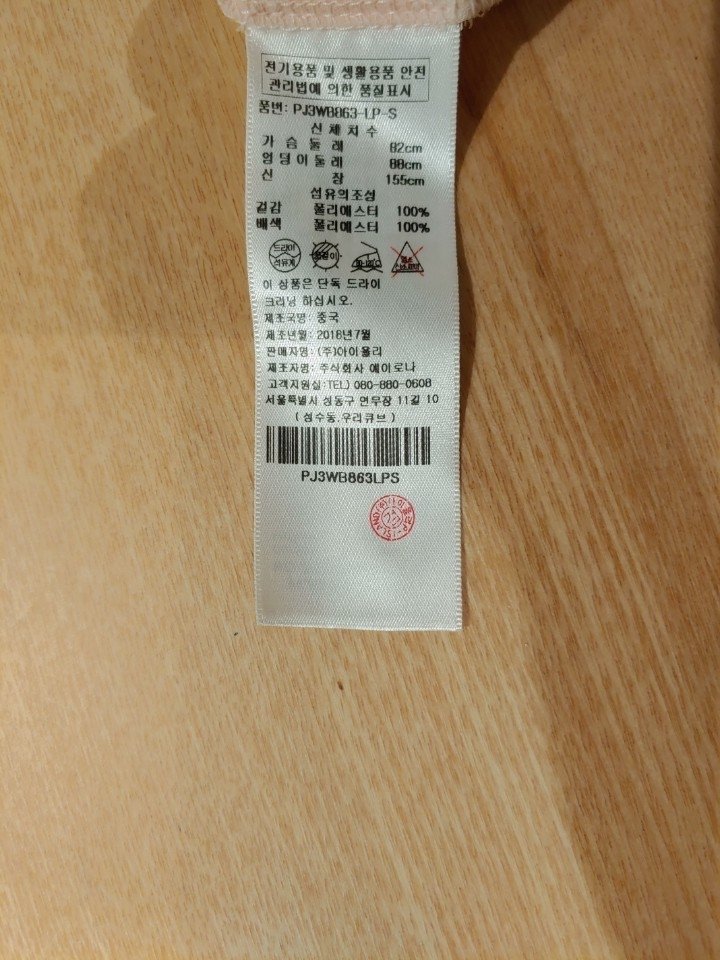 전기용품 및 생활용품 안전
관리법에 의한 품질표시
품번: PJ3WB863-LP-S
신체치수
가슴둘레 82cm
엉덩이둘레 88cm
신장 155cm
섬유의조성
겉감 폴리에스터 100%
배색 폴리에스터 100%
드라이
석유계
이 상품은 단독 드라이
크리닝 하십시오.
제조국명: 중국
제조년월: 2018년 7월
판매자명: (주)아이올리
제조자명: 주식회사 에이로나
고객지원실:TEL) 080-880-0608
서울특별시 성동구 연무장 11길 10
(성수동.우리큐브)
PJ3WB863LPS